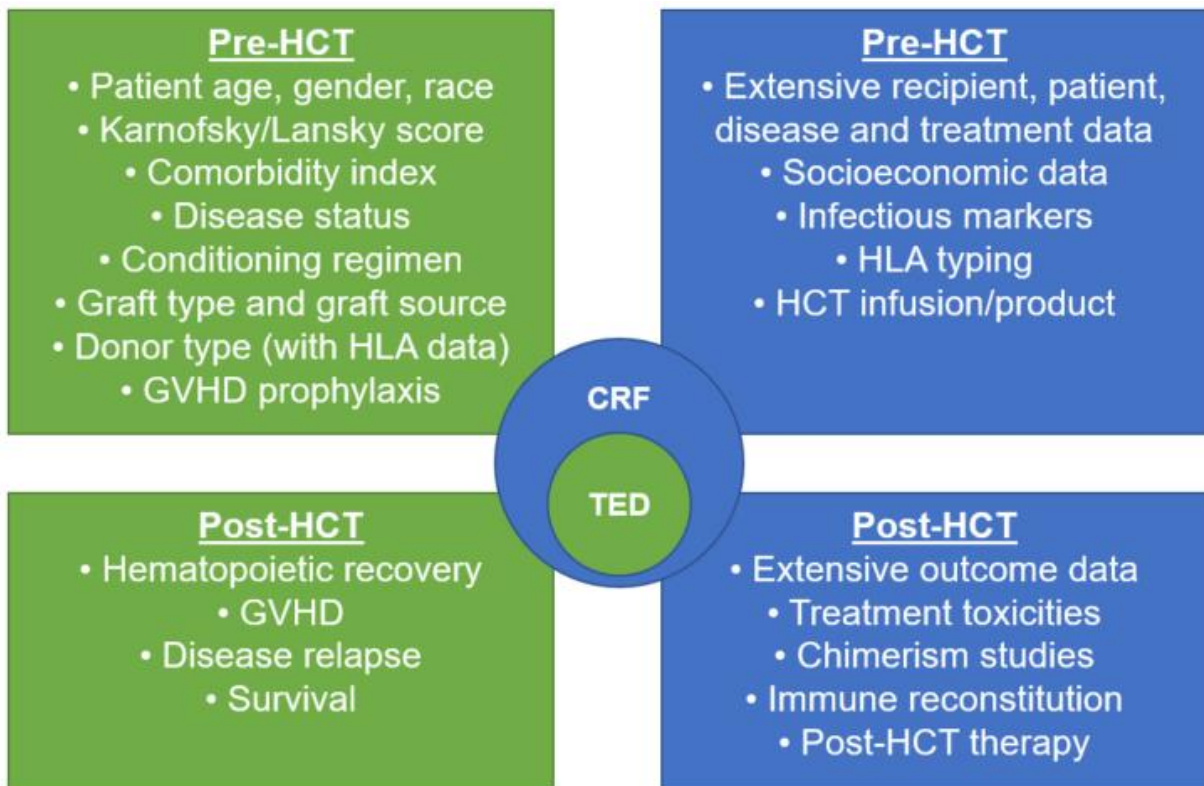 Pre-HCT
• Patient age, gender, race
• Karnofsky/Lansky score
• Comorbidity index
• Disease status
• Conditioning regimen
• Graft type and graft source
• Donor type (with HLA data)
• GVHD prophylaxis
Pre-HCT
• Extensive recipient, patient,
disease and treatment data
• Socioeconomic data
• Infectious markers
• HLA typing
• HCT infusion/product
CRF
TED
Post-HCT
• Hematopoietic recovery
• GVHD
• Disease relapse
• Survival
Post-HCT
• Extensive outcome data
• Treatment toxicities
• Chimerism studies
• Immune reconstitution
• Post-HCT therapy